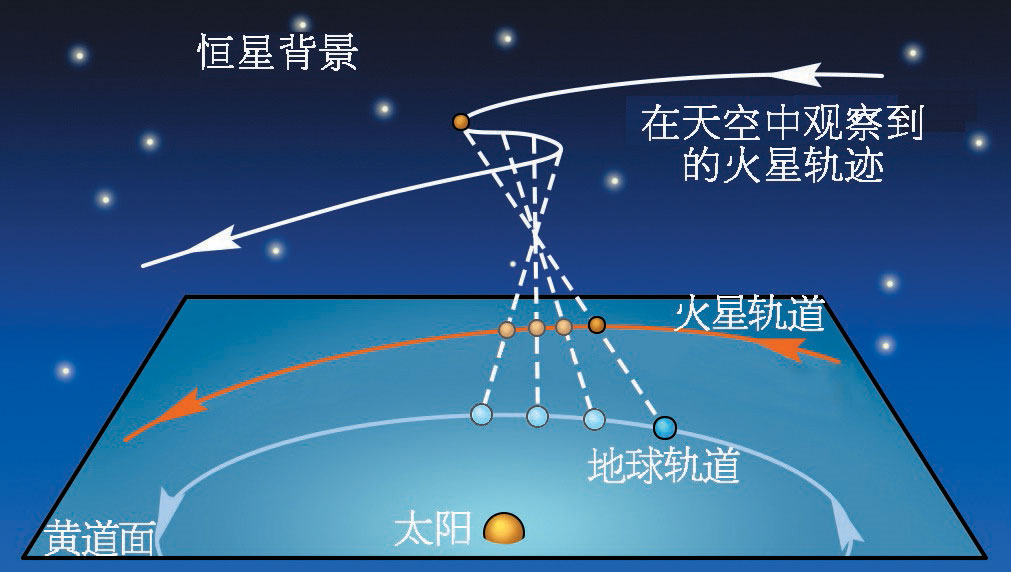 恒星背景
在天空中观察到
的火星轨迹
火星轨道
地球轨道
太阳
黄道面